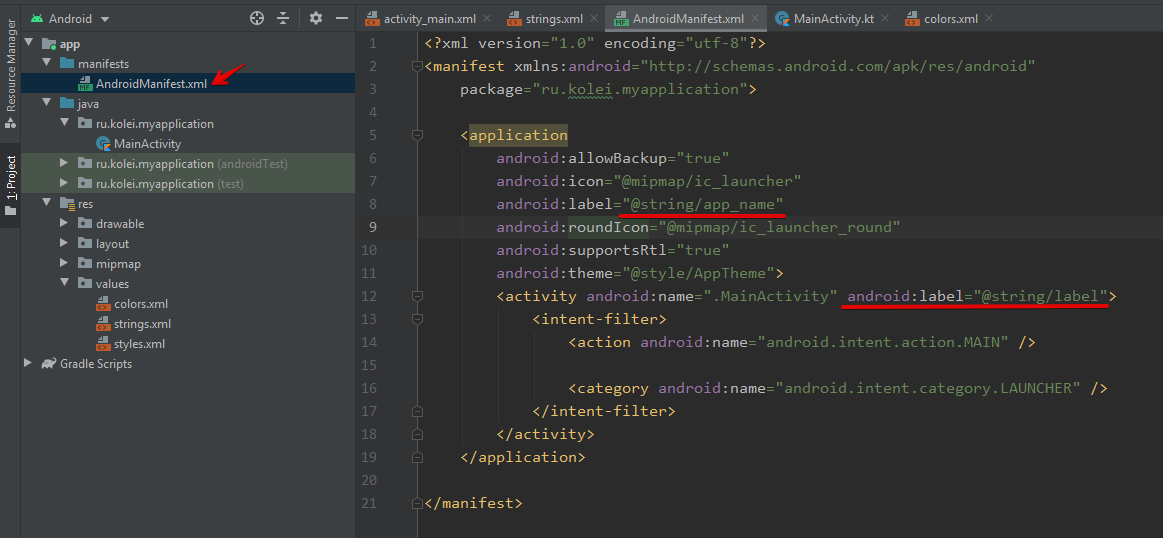 Android
activity_main.xml
strings.xml
AndroidManifest.xml
MainActivity.kt
colors.xml
Resource Manager
1: Project
app
manifests
AndroidManifest.xml
java
ru.kolei.myapplication
MainActivity
ru.kolei.myapplication (androidTest)
ru.kolei.myapplication (test)
res
drawable
layout
mipmap
values
colors.xml
strings.xml
styles.xml
Gradle Scripts
1 <?xml version="1.0" encoding="utf-8"?>
2 <manifest xmlns:android="http://schemas.android.com/apk/res/android"
3 package="ru.kolei.myapplication">
4
5 <application
6 android:allowBackup="true"
7 android:icon="@mipmap/ic_launcher"
8 android:label="@string/app_name"
9 android:roundIcon="@mipmap/ic_launcher_round"
10 android:supportsRtl="true"
11 android:theme="@style/AppTheme">
12 <activity android:name=".MainActivity" android:label="@string/label">
13 <intent-filter>
14 <action android:name="android.intent.action.MAIN" />
15
16 <category android:name="android.intent.category.LAUNCHER" />
17 </intent-filter>
18 </activity>
19 </application>
20
21 </manifest>